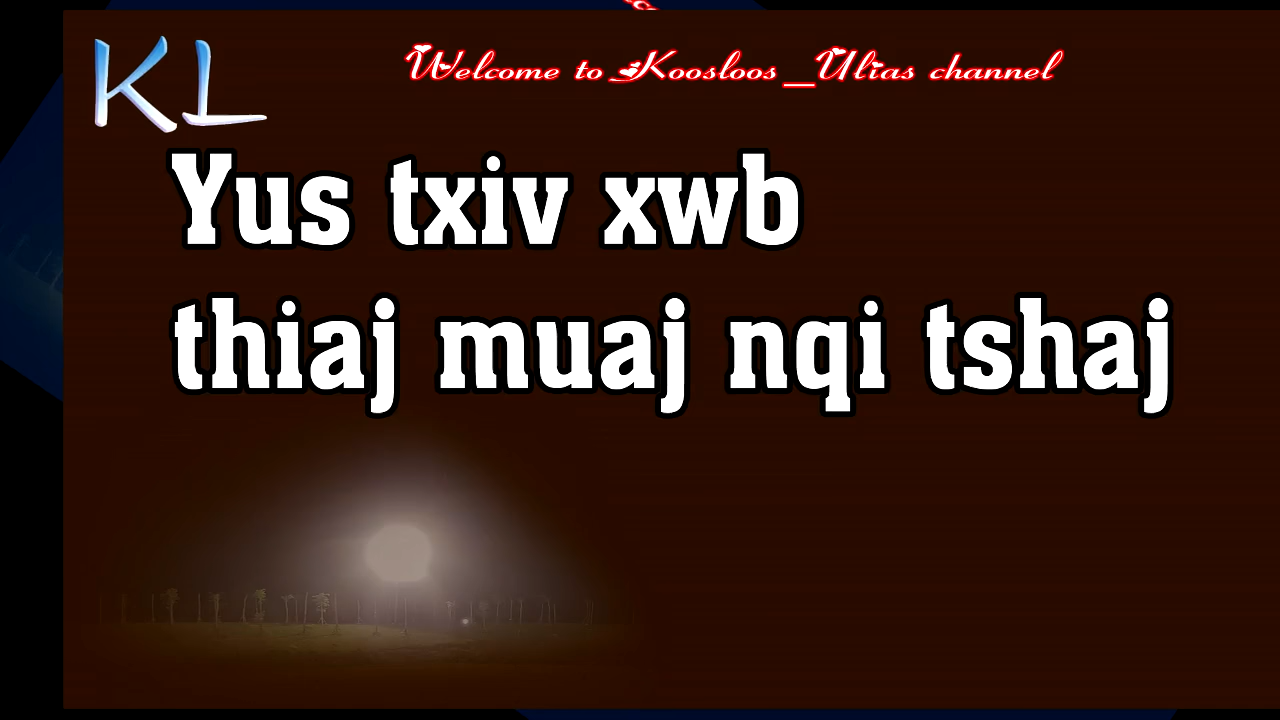 KL
Welcome to Koosloos_Ulias channel
Yus txiv xwb
thiaj muaj nqi tshaj